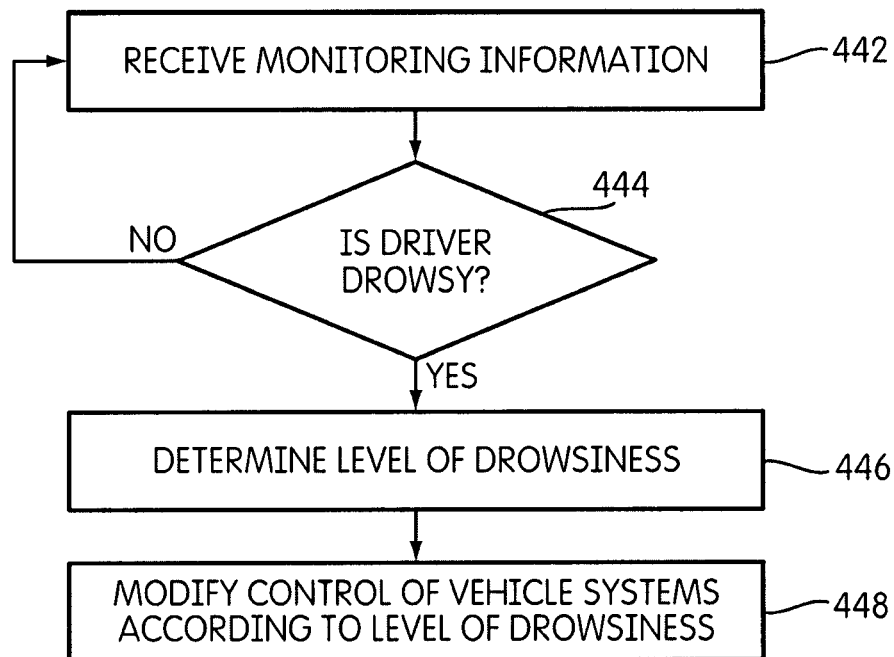 RECEIVE MONITORING INFORMATION
442
444
NO
IS DRIVER
DROWSY?
YES
DETERMINE LEVEL OF DROWSINESS
446
MODIFY CONTROL OF VEHICLE SYSTEMS
ACCORDING TO LEVEL OF DROWSINESS
448